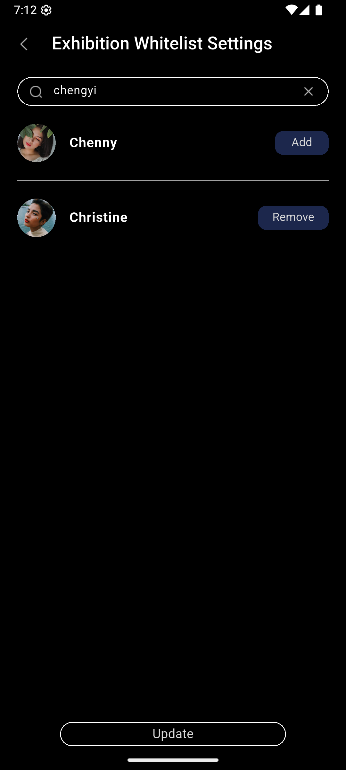 7:12
Exhibition Whitelist Settings
chengyi
Chenny
Add
Christine
Remove
Update